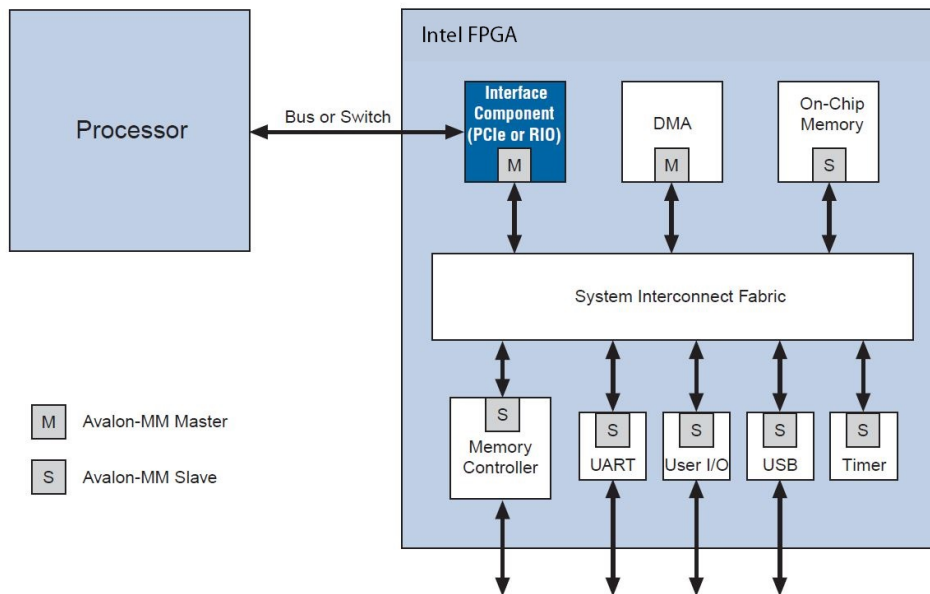 Intel FPGA
Processor
Bus or Switch
Interface
Component
(PCIe or RIO)
M
DMA
M
On-Chip
Memory
S
System Interconnect Fabric
S
Memory
Controller
S
UART
S
User I/O
S
USB
S
Timer
M
Avalon-MM Master
S
Avalon-MM Slave